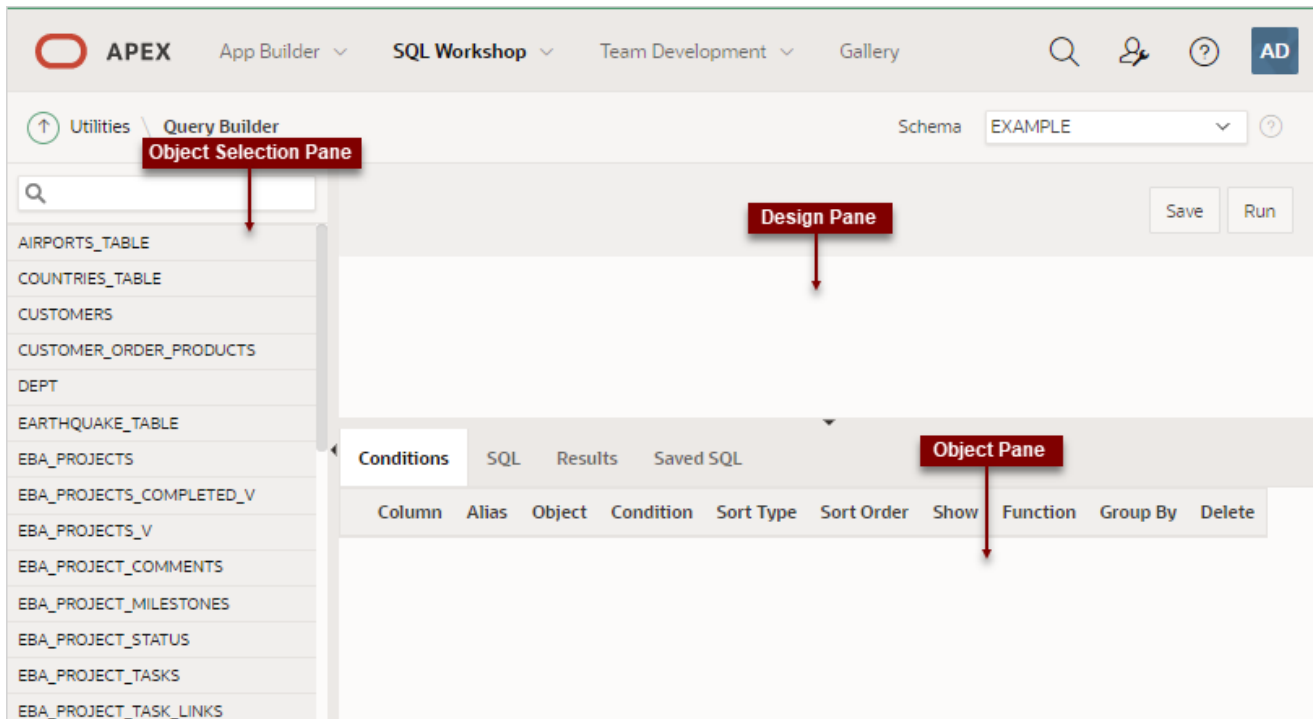 APEX App Builder SQL Workshop Team Development Gallery AD
Utilities \ Query Builder Schema EXAMPLE
Object Selection Pane
Design Pane
Save Run
AIRPORTS_TABLE
COUNTRIES_TABLE
CUSTOMERS
CUSTOMER_ORDER_PRODUCTS
DEPT
EARTHQUAKE_TABLE
EBA_PROJECTS
EBA_PROJECTS_COMPLETED_V
EBA_PROJECTS_V
EBA_PROJECT_COMMENTS
EBA_PROJECT_MILESTONES
EBA_PROJECT_STATUS
EBA_PROJECT_TASKS
EBA_PROJECT_TASK_LINKS
Object Pane
Conditions SQL Results Saved SQL
Column Alias Object Condition Sort Type Sort Order Show Function Group By Delete